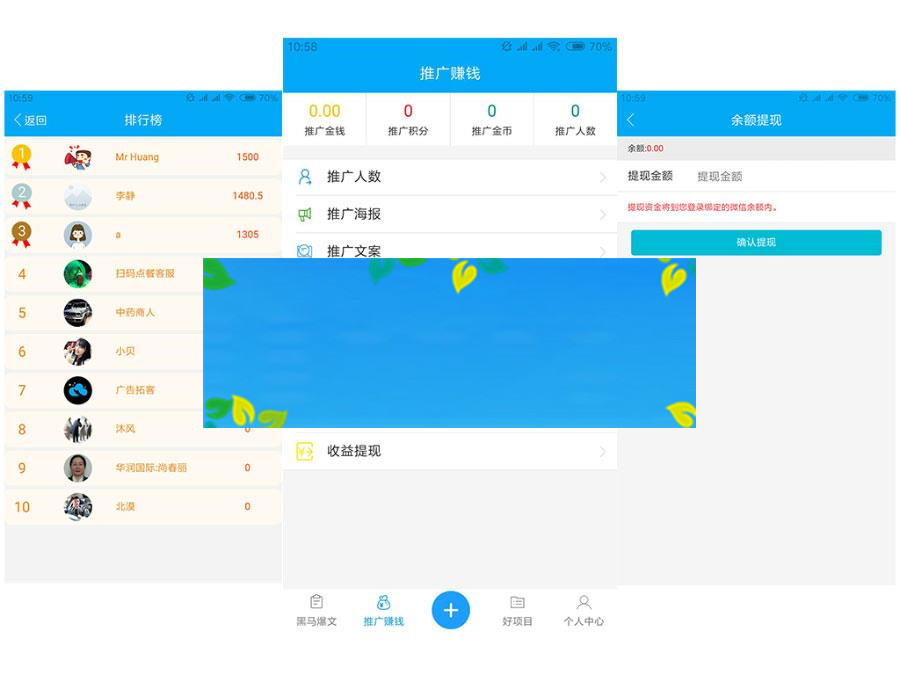 10:59
70%
返回
排行榜
1
Mr Huang
1500
2
李静
1480.5
3
a
1305
4
扫码点餐客服
5
中药商人
6
小贝
7
广告拓客
8
沐风
0
9
华润国际:尚春丽
0
10
北漠
0
10:58
70%
推广赚钱
0.00
0
0
0
推广金钱
推广积分
推广金币
推广人数
推广人数
推广海报
推广文案
收益提现
黑马爆文
推广赚钱
好项目
个人中心
10:59
70%
余额提现
余额:0.00
提现金额
提现金额
提现资金将到您登录绑定的微信余额内。
确认提现